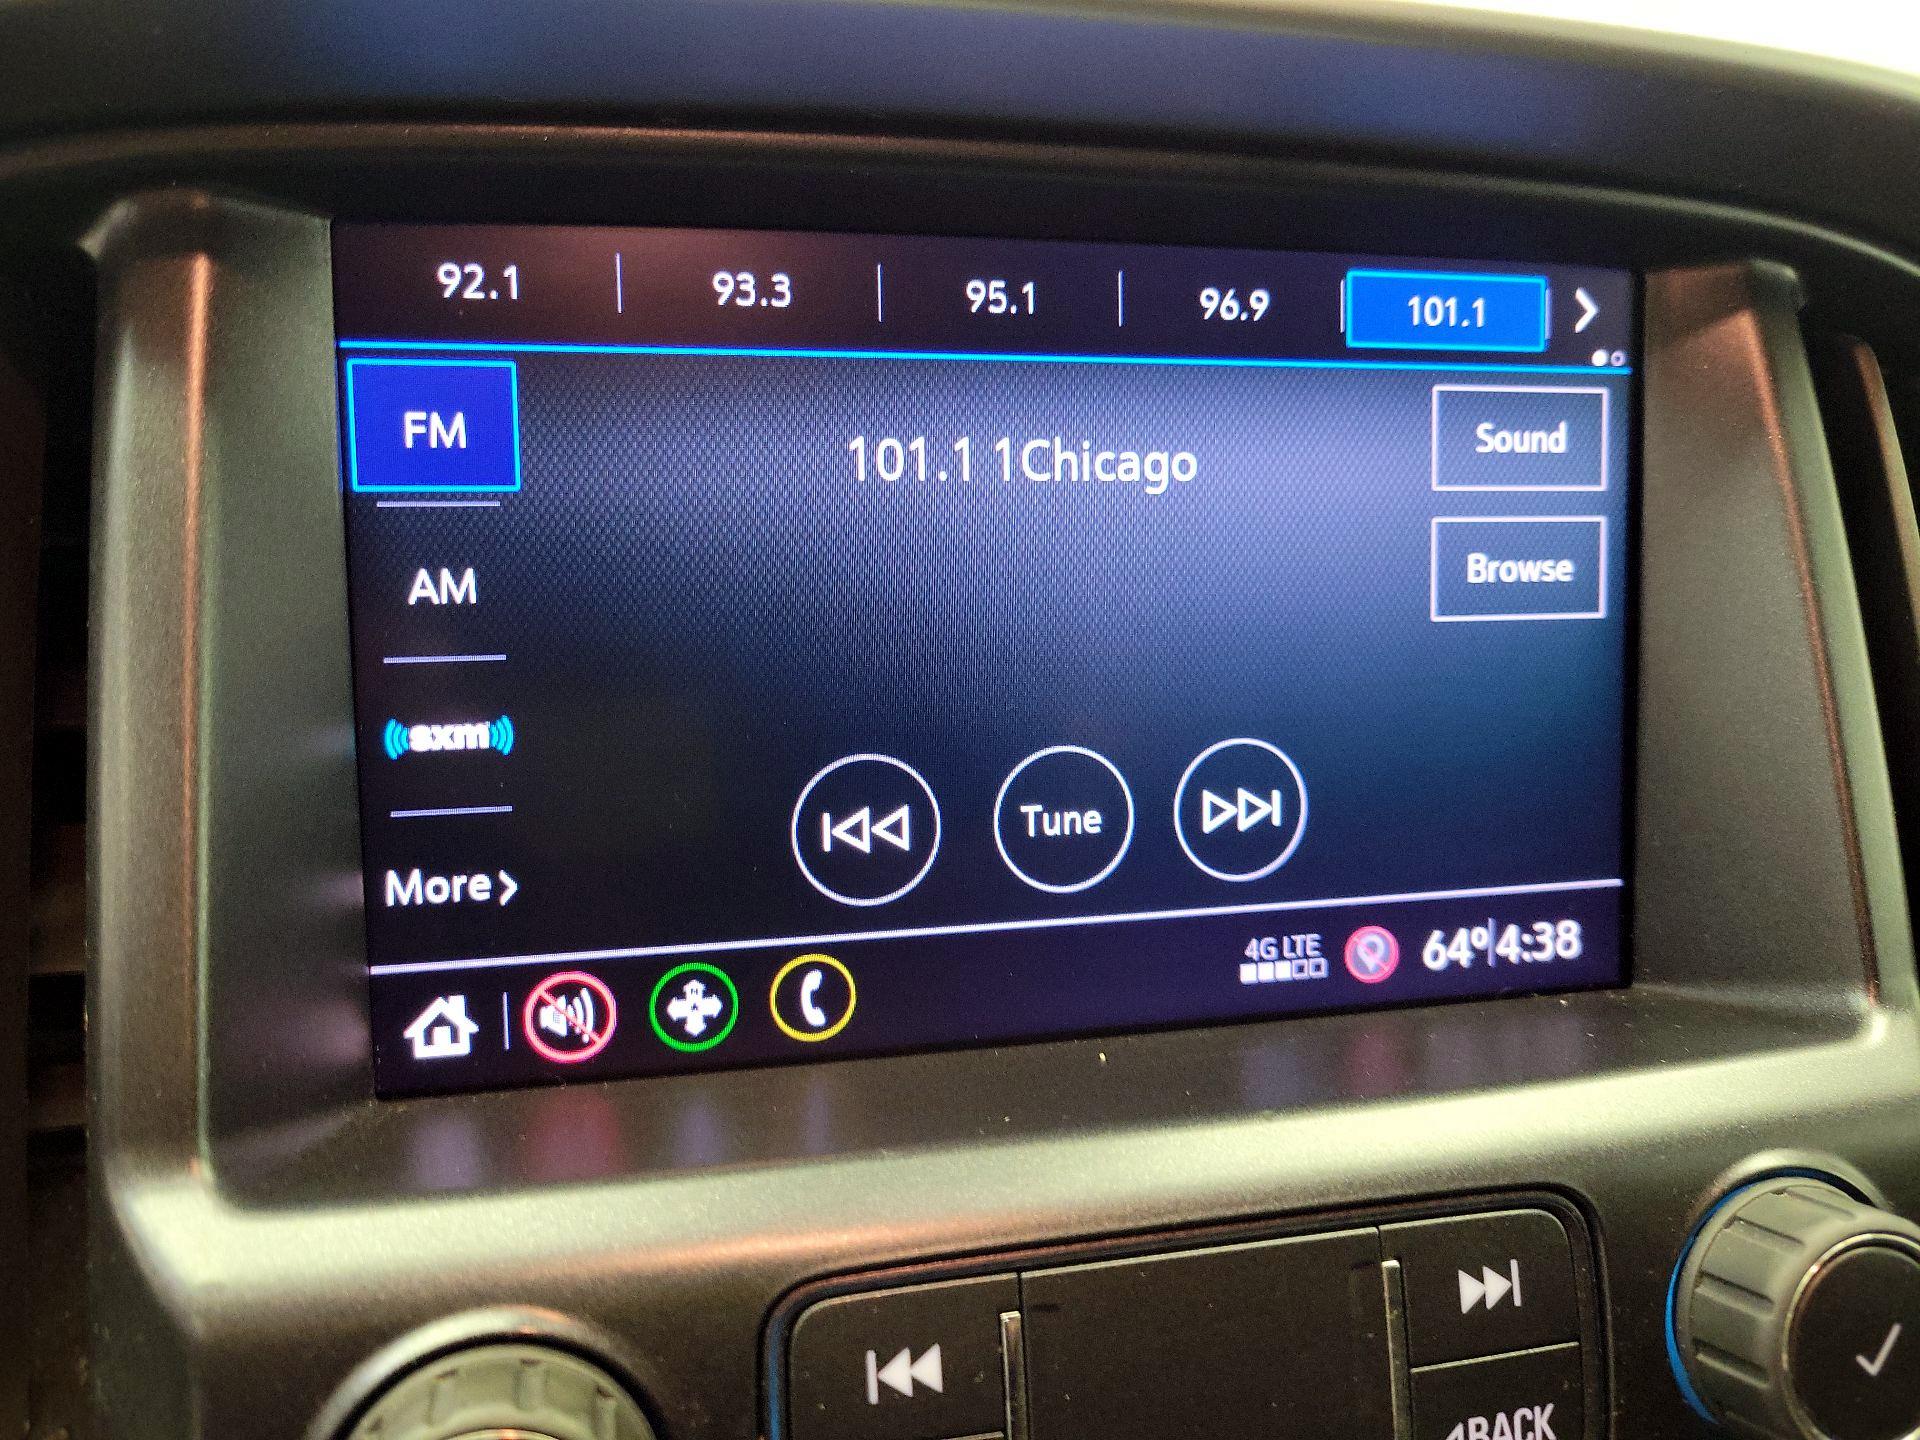 92.1 93.3 95.1 96.9 101.1
FM
101.1 1Chicago
Sound
Browse
AM
sxm
Tune
More
4G LTE
64° 4:38
BACK